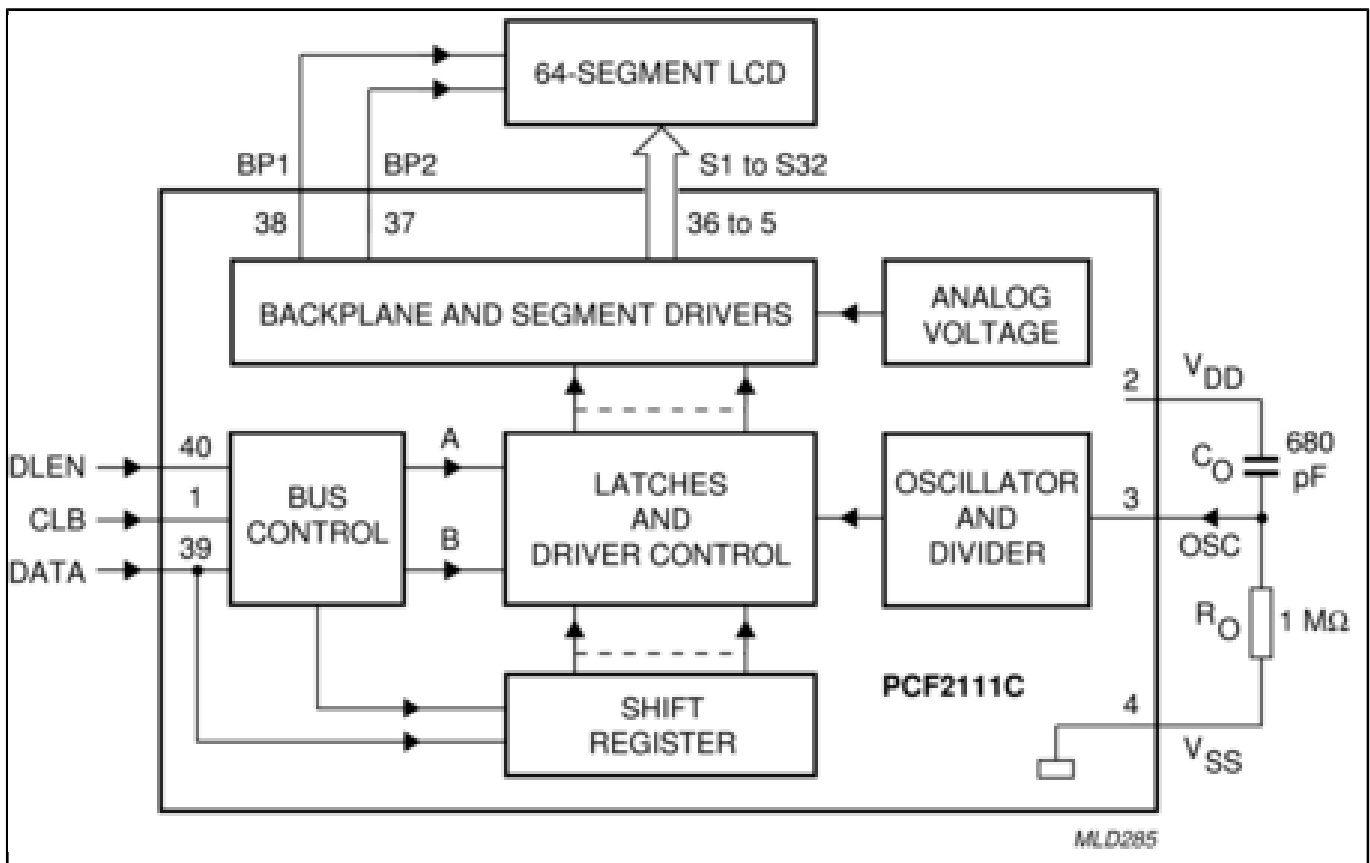 64-SEGMENT LCD
BP1
BP2
S1 to S32
38
37
36 to 5
BACKPLANE AND SEGMENT DRIVERS
ANALOG
VOLTAGE
2
VDD
CO
680
pF
DLEN
40
CLB
1
DATA
39
BUS
CONTROL
A
B
LATCHES
AND
DRIVER CONTROL
OSCILLATOR
AND
DIVIDER
3
OSC
RO
1 MΩ
SHIFT
REGISTER
PCF2111C
4
VSS
MLD285